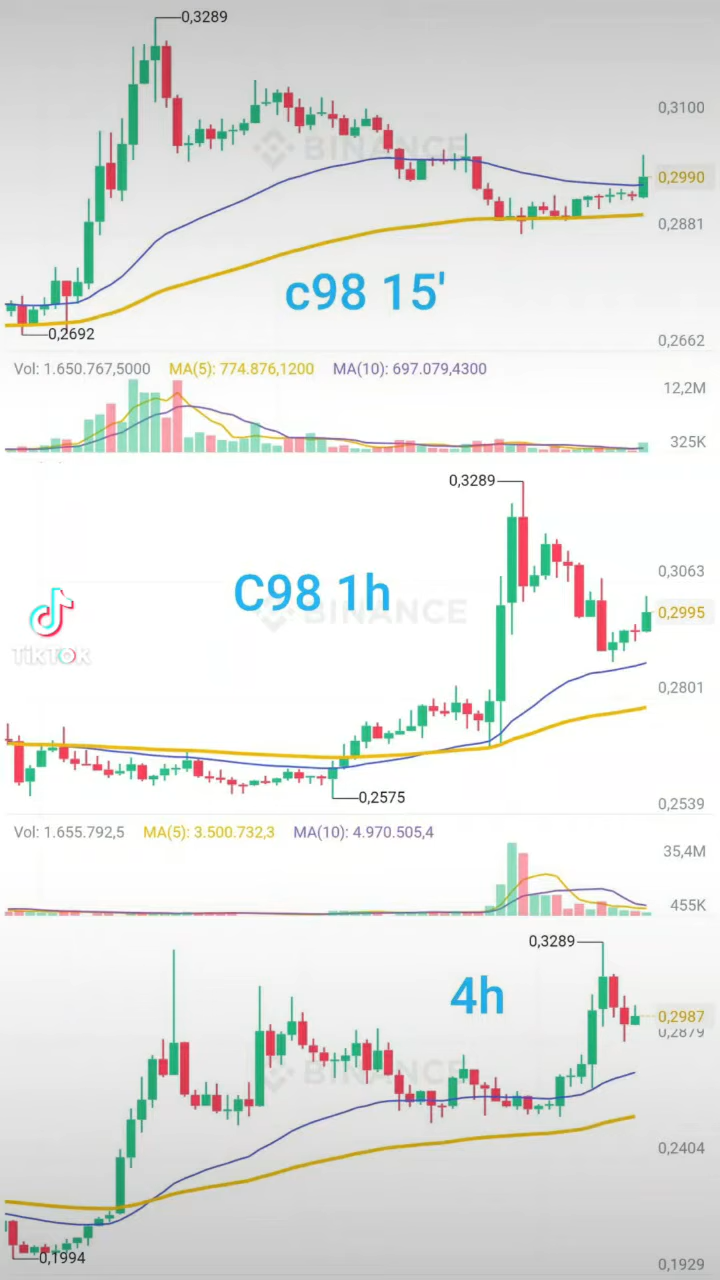 0,3289
BINANCE
0,3100
0,2990
0,2881
c98 15'
0,2692
0,2662
Vol: 1.650.767,5000 MA(5): 774.876,1200 MA(10): 697.079,4300
12,2M
325K
0,3289
0,3063
C98 1h
BINANCE
0,2995
TikTok
0,2801
0,2575
0,2539
Vol: 1.655.792,5 MA(5): 3.500.732,3 MA(10): 4.970.505,4
35,4M
455K
0,3289
4h
0,2987
0,2879
BINANCE
0,2404
0,1994
0,1929